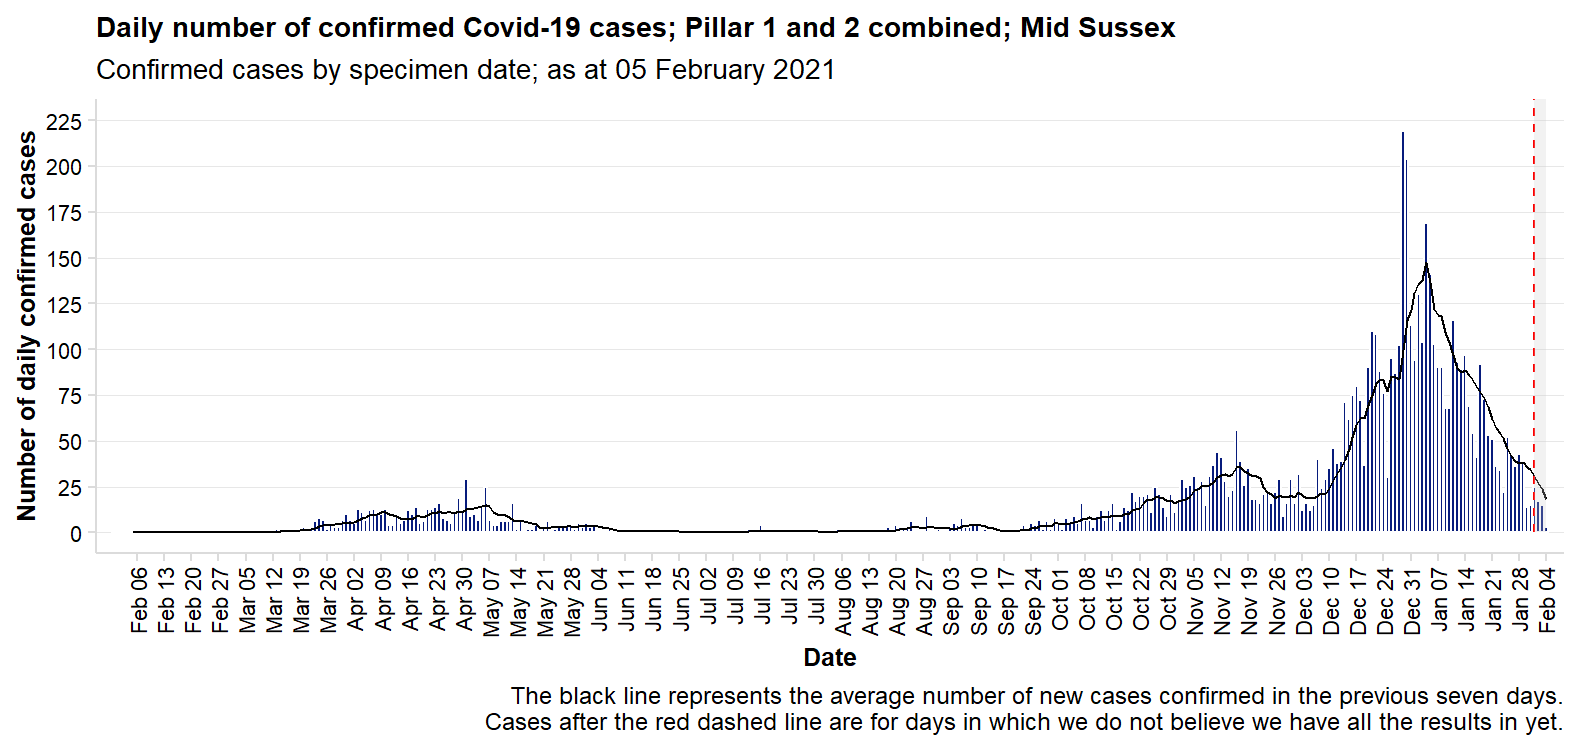 Daily number of confirmed Covid-19 cases; Pillar 1 and 2 combined; Mid Sussex
Confirmed cases by specimen date; as at 05 February 2021
Number of daily confirmed cases
225
200
175
150
125
100
75
50
25
0
Feb 06
Feb 13
Feb 20
Feb 27
Mar 05
Mar 12
Mar 19
Mar 26
Apr 02
Apr 09
Apr 16
Apr 23
Apr 30
May 07
May 14
May 21
May 28
Jun 04
Jun 11
Jun 18
Jun 25
Jul 02
Jul 09
Jul 16
Jul 23
Jul 30
Aug 06
Aug 13
Aug 20
Aug 27
Sep 03
Sep 10
Sep 17
Sep 24
Oct 01
Oct 08
Oct 15
Oct 22
Oct 29
Nov 05
Nov 12
Nov 19
Nov 26
Dec 03
Dec 10
Dec 17
Dec 24
Dec 31
Jan 07
Jan 14
Jan 21
Jan 28
Feb 04
Date
The black line represents the average number of new cases confirmed in the previous seven days.
Cases after the red dashed line are for days in which we do not believe we have all the results in yet.